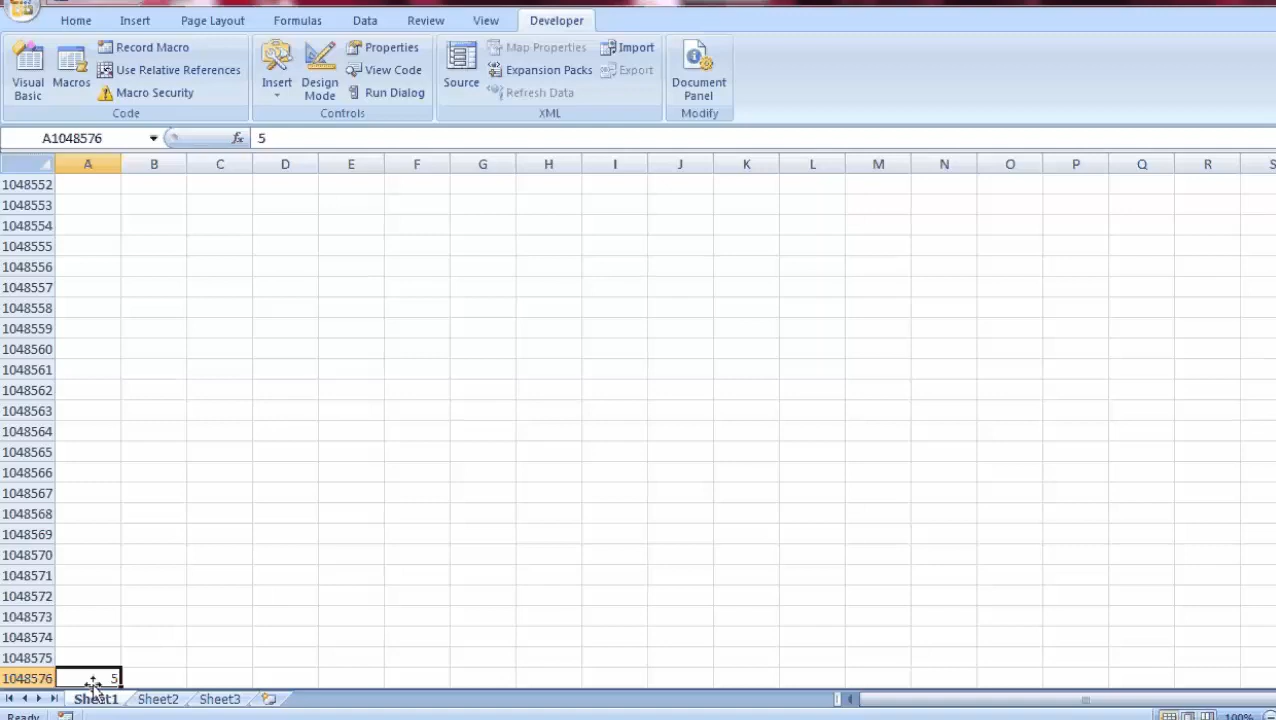 Home Insert Page Layout Formulas Data Review View Developer
Visual Basic
Macros
Record Macro
Use Relative References
Macro Security
Code
Insert
Design Mode
Properties
View Code
Run Dialog
Controls
Source
Map Properties
Expansion Packs
Refresh Data
Import
Export
XML
Document Panel
Modify
A1048576 fx 5
A B C D E F G H I J K L M N O P Q R S
1048552
1048553
1048554
1048555
1048556
1048557
1048558
1048559
1048560
1048561
1048562
1048563
1048564
1048565
1048566
1048567
1048568
1048569
1048570
1048571
1048572
1048573
1048574
1048575
1048576 5
Sheet1 Sheet2 Sheet3
Ready 100%